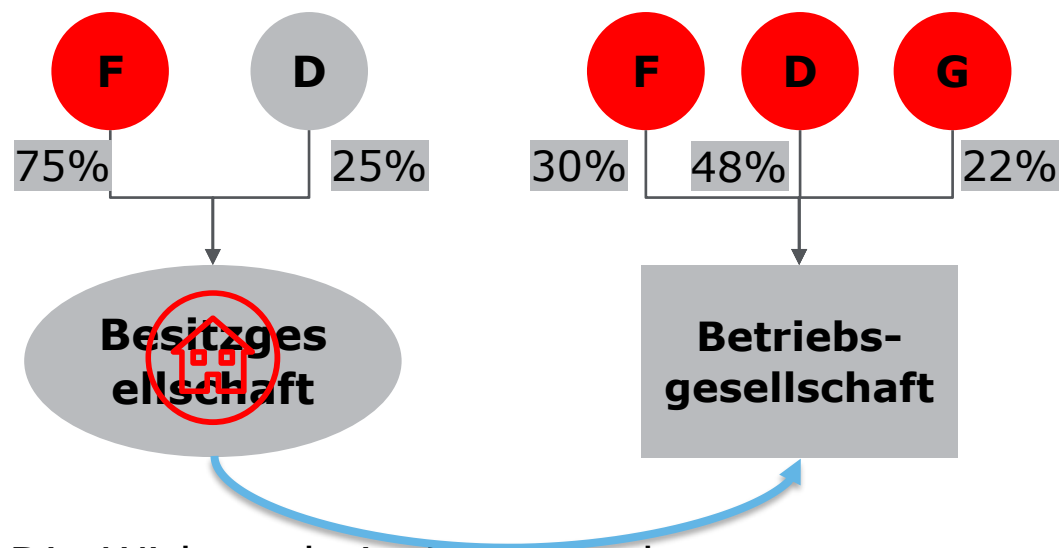 F D F D G
75% 25% 30% 48% 22%
Besitzges
ellschaft
Betriebs-
gesellschaft